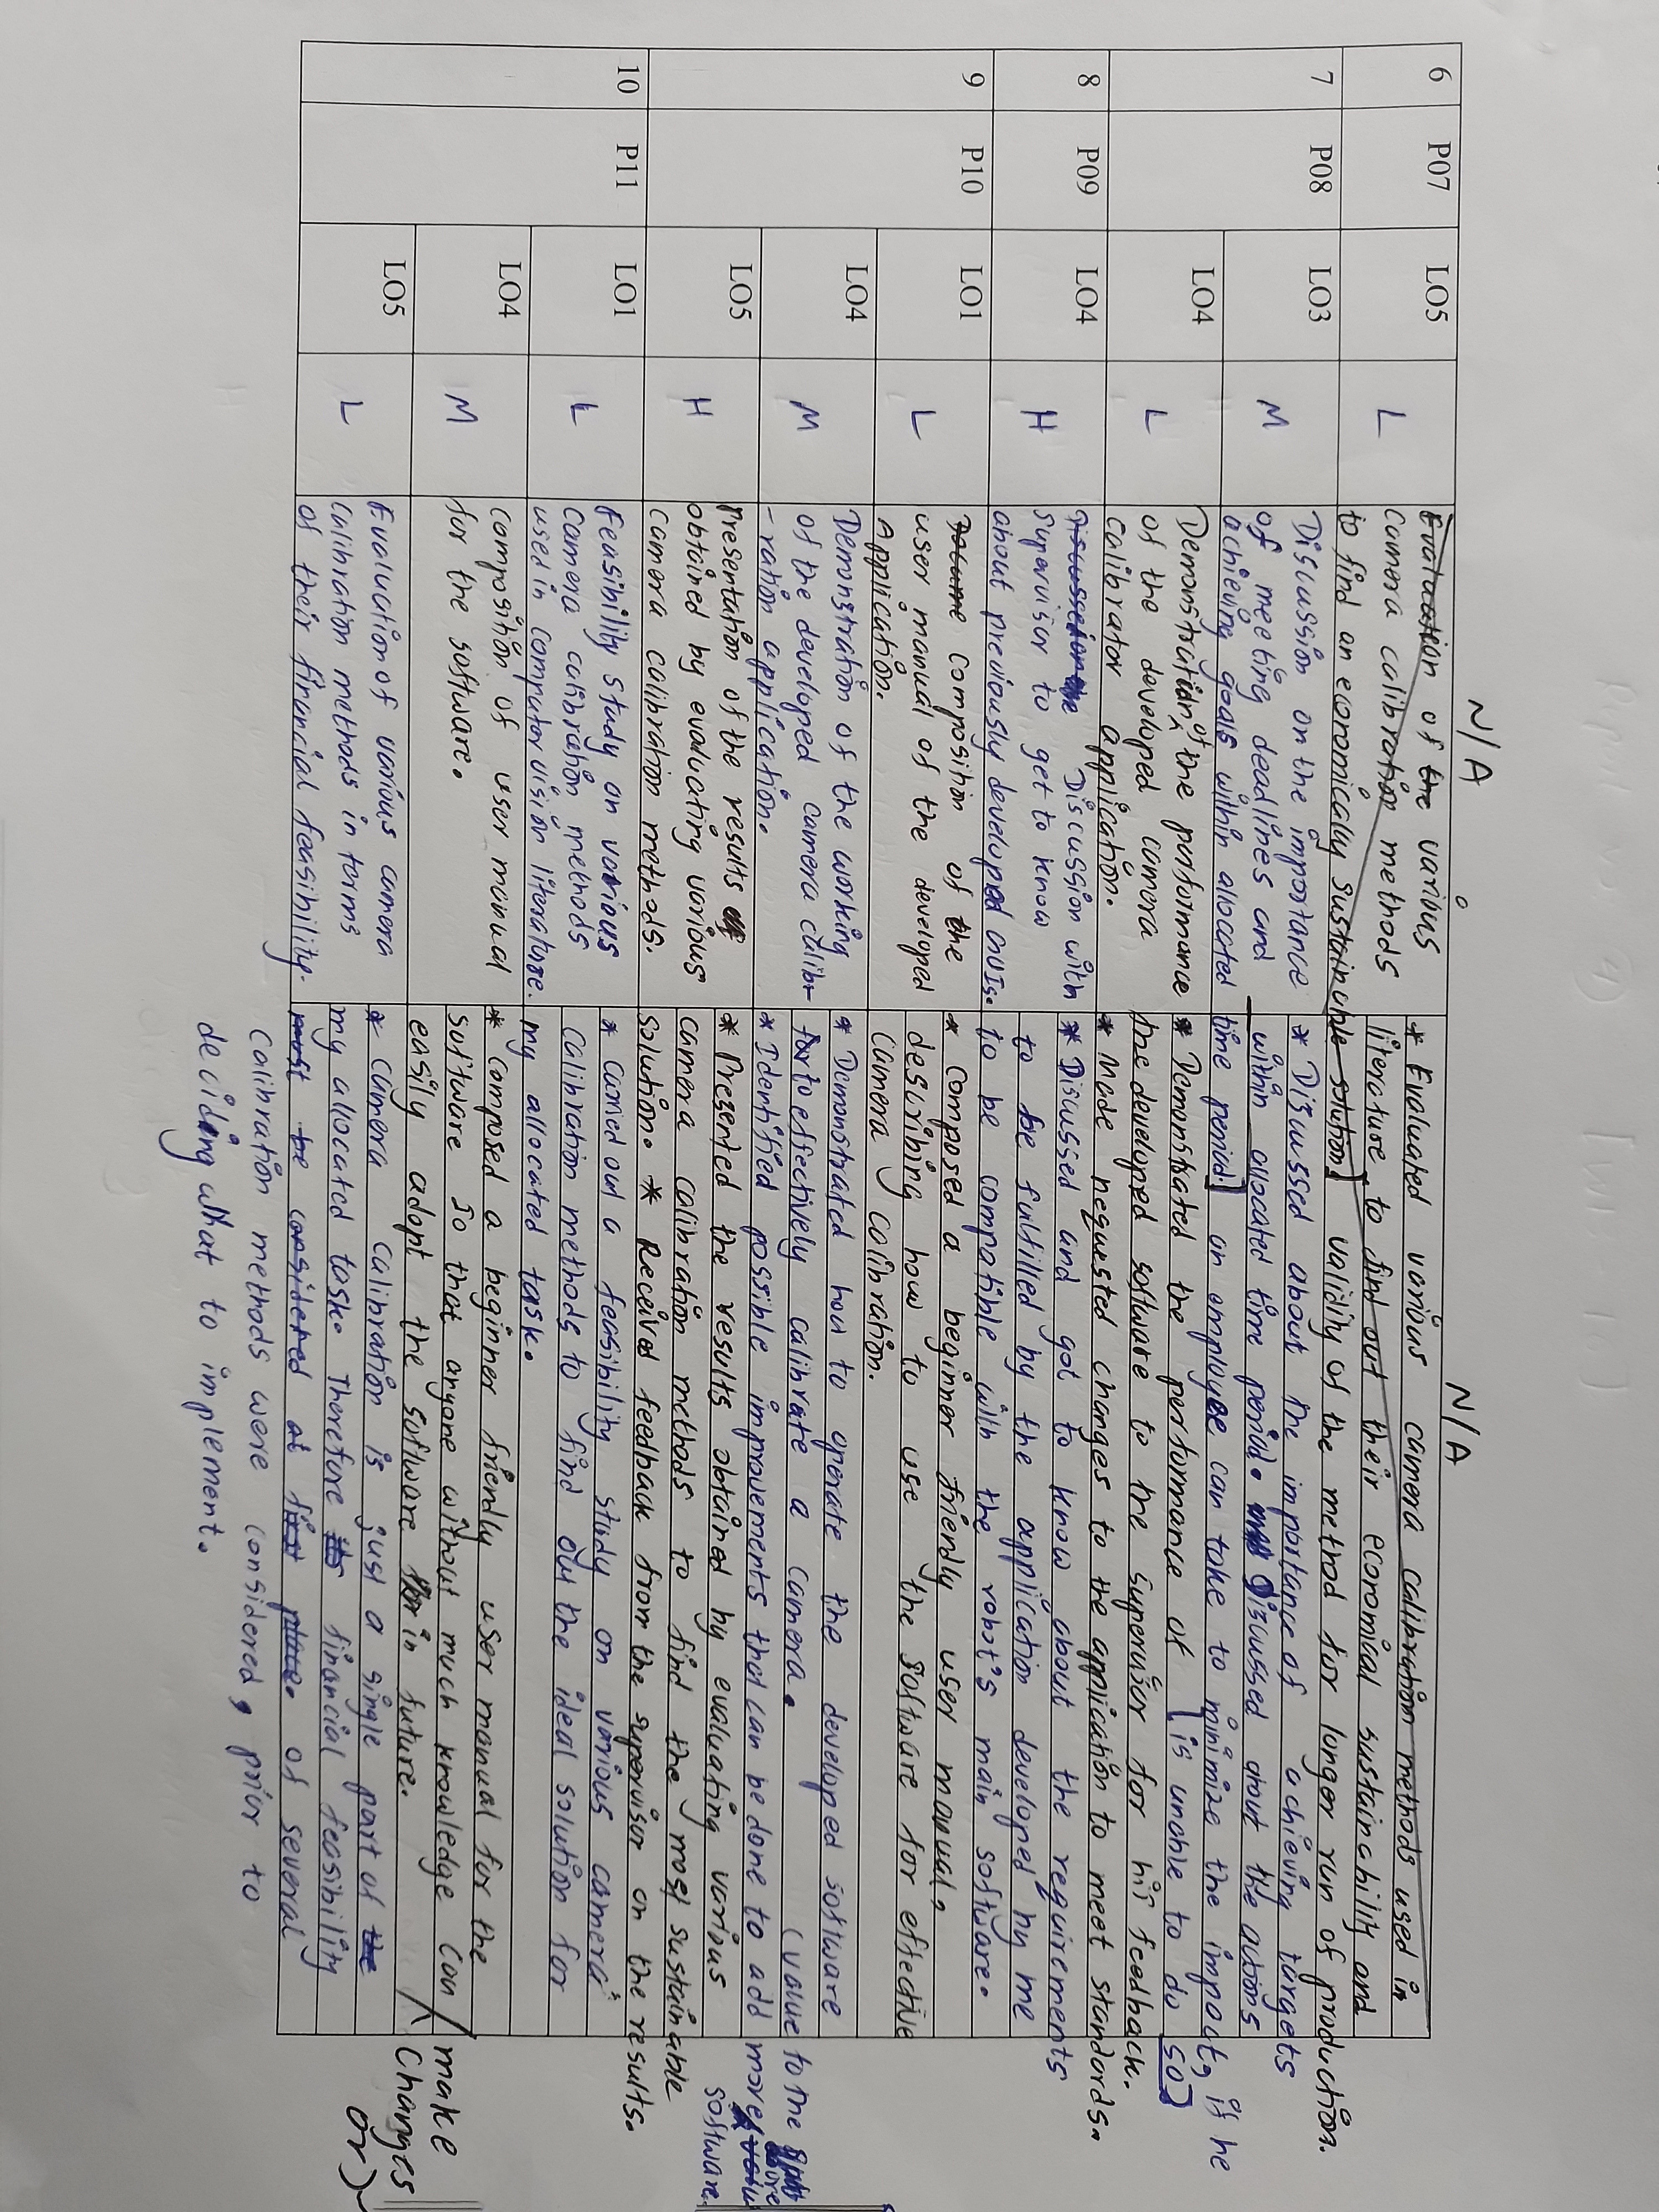 N/A
N/A
6 P07 LO5 L
Evaluation of the various
camera calibration methods
to find an economically sustainable solution
* Evaluated various camera calibration methods used in
literature to find out their economical sustainability and
validity of the method for longer run of production.
7 P08 LO3 M
Discussion on the importance
of meeting deadlines and
achieving goals within allocated
time period.
* Discussed about the importance of achieving targets
within allocated time period. Discussed about the actions
an employee can take to minimize the impact, if he
[is unable to do so]
LO4 L
Demonstration of the performance
of the developed camera
calibrator application.
* Demonstrated the performance of
the developed software to the supervisor for his feedback.
* Made requested changes to the application to meet standards.
8 P09 LO4 H
Discussion with
supervisor to get to know
about previously developed GUIs.
* Discussed and got to know about the requirements
to be fulfilled by the application developed by me
to be compatible with the robot's main software.
9 P10 LO1 L
composition of the
user manual of the developed
Application.
* Composed a beginner friendly user manual,
describing how to use the software for effective
camera calibration.
LO4 M
Demonstration of the working
of the developed camera calib-
-ration application.
* Demonstrated how to operate the developed software
to effectively calibrate a camera.
* Identified possible improvements that can be done to add more
(value to the
software.
LO5 H
Presentation of the results
obtained by evaluating various
camera calibration methods.
* Presented the results obtained by evaluating various
camera calibration methods to find the most sustainable
solution. * Received feedback from the supervisor on the results.
10 P11 LO1 L
Feasibility study on various
camera calibration methods
used in computer vision literature.
* Carried out a feasibility study on various camera
calibration methods to find out the ideal solution for
my allocated task.
LO4 M
composition of user manual
for the software.
* Composed a beginner friendly user manual for the
software so that anyone without much knowledge can
easily adopt the software in future.
make
changes
on)
LO5 L
Evaluation of various camera
calibration methods in terms
of their financial feasibility.
* Camera calibration is just a single part of the
my allocated task. Therefore financial feasibility
must be considered at first place. of several
calibration methods were considered, prior to
deciding what to implement.